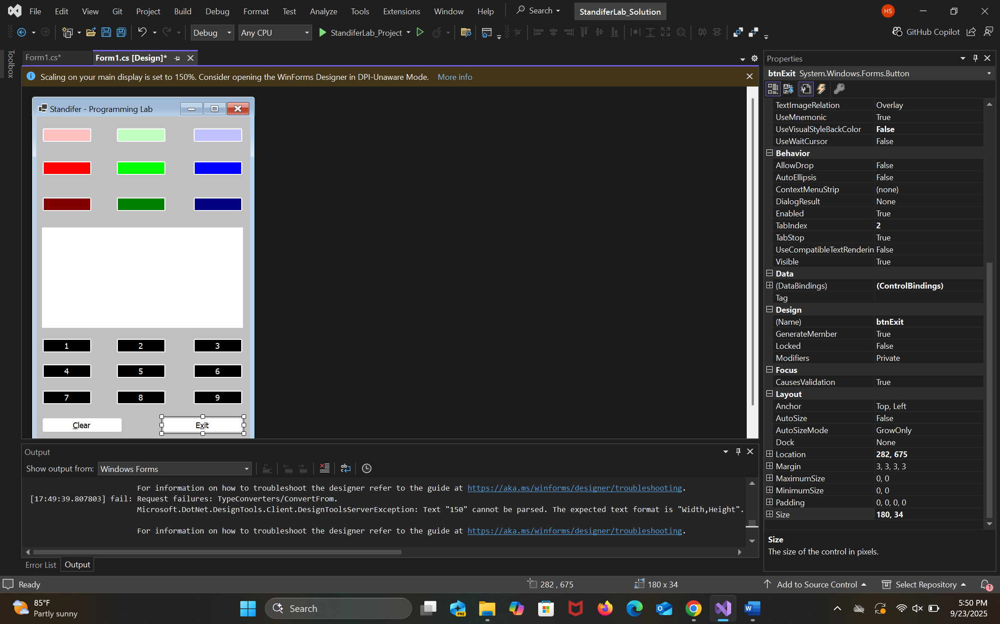 File Edit View Git Project Build Debug Format Test Analyze Tools Extensions Window Help Search StandiferLab_Solution HS
Debug Any CPU StandiferLab_Project GitHub Copilot
Toolbox
Form1.cs* Form1.cs [Design]*
Scaling on your main display is set to 150%. Consider opening the WinForms Designer in DPI-Unaware Mode. More info
Standifer - Programming Lab
1 2 3
4 5 6
7 8 9
Clear Exit
Output
Show output from: Windows Forms
For information on how to troubleshoot the designer refer to the guide at https://aka.ms/winforms/designer/troubleshooting.
[17:49:39.807803] fail: Request failures: TypeConverters/ConvertFrom.
Microsoft.DotNet.DesignTools.Client.DesignToolsServerException: Text "150" cannot be parsed. The expected text format is "Width,Height".
For information on how to troubleshoot the designer refer to the guide at https://aka.ms/winforms/designer/troubleshooting.
Error List Output
Properties
btnExit System.Windows.Forms.Button
TextImageRelation Overlay
UseMnemonic True
UseVisualStyleBackColor False
UseWaitCursor False
Behavior
AllowDrop False
AutoEllipsis False
ContextMenuStrip (none)
DialogResult None
Enabled True
TabIndex 2
TabStop True
UseCompatibleTextRenderin False
Visible True
Data
(DataBindings) (ControlBindings)
Tag
Design
(Name) btnExit
GenerateMember True
Locked False
Modifiers Private
Focus
CausesValidation True
Layout
Anchor Top, Left
AutoSize False
AutoSizeMode GrowOnly
Dock None
Location 282, 675
Margin 3, 3, 3, 3
MaximumSize 0, 0
MinimumSize 0, 0
Padding 0, 0, 0, 0
Size 180, 34
Size
The size of the control in pixels.
Ready 282 , 675 180 x 34 Add to Source Control Select Repository 1
85°F
Partly sunny
Search
PRE
5:50 PM
9/23/2025